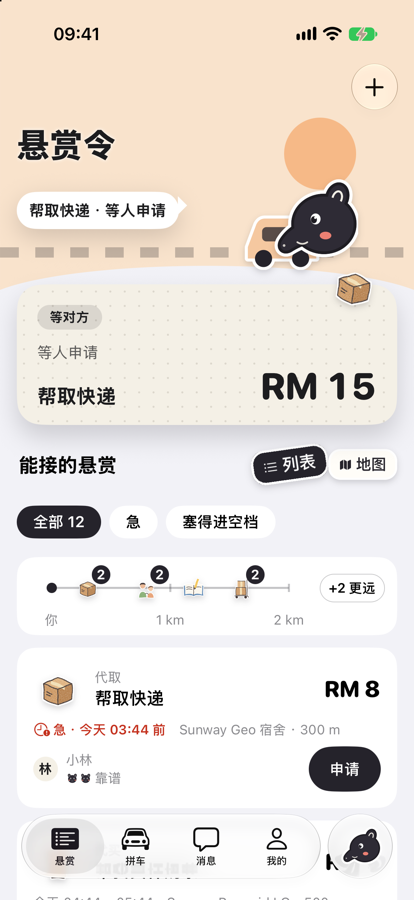 09:41
悬赏令
帮取快递 · 等人申请
等对方
等人申请
帮取快递
RM 15
能接的悬赏
列表
地图
全部 12
急
塞得进空档
2
2
2
+2 更远
你
1 km
2 km
代取
帮取快递
RM 8
急 · 今天 03:44 前
Sunway Geo 宿舍 · 300 m
林
小林
靠谱
申请
悬赏
拼车
消息
我的